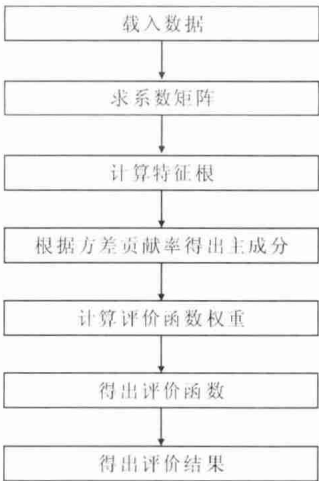 载入数据
求系数矩阵
计算特征根
根据方差贡献率得出主成分
计算评价函数权重
得出评价函数
得出评价结果